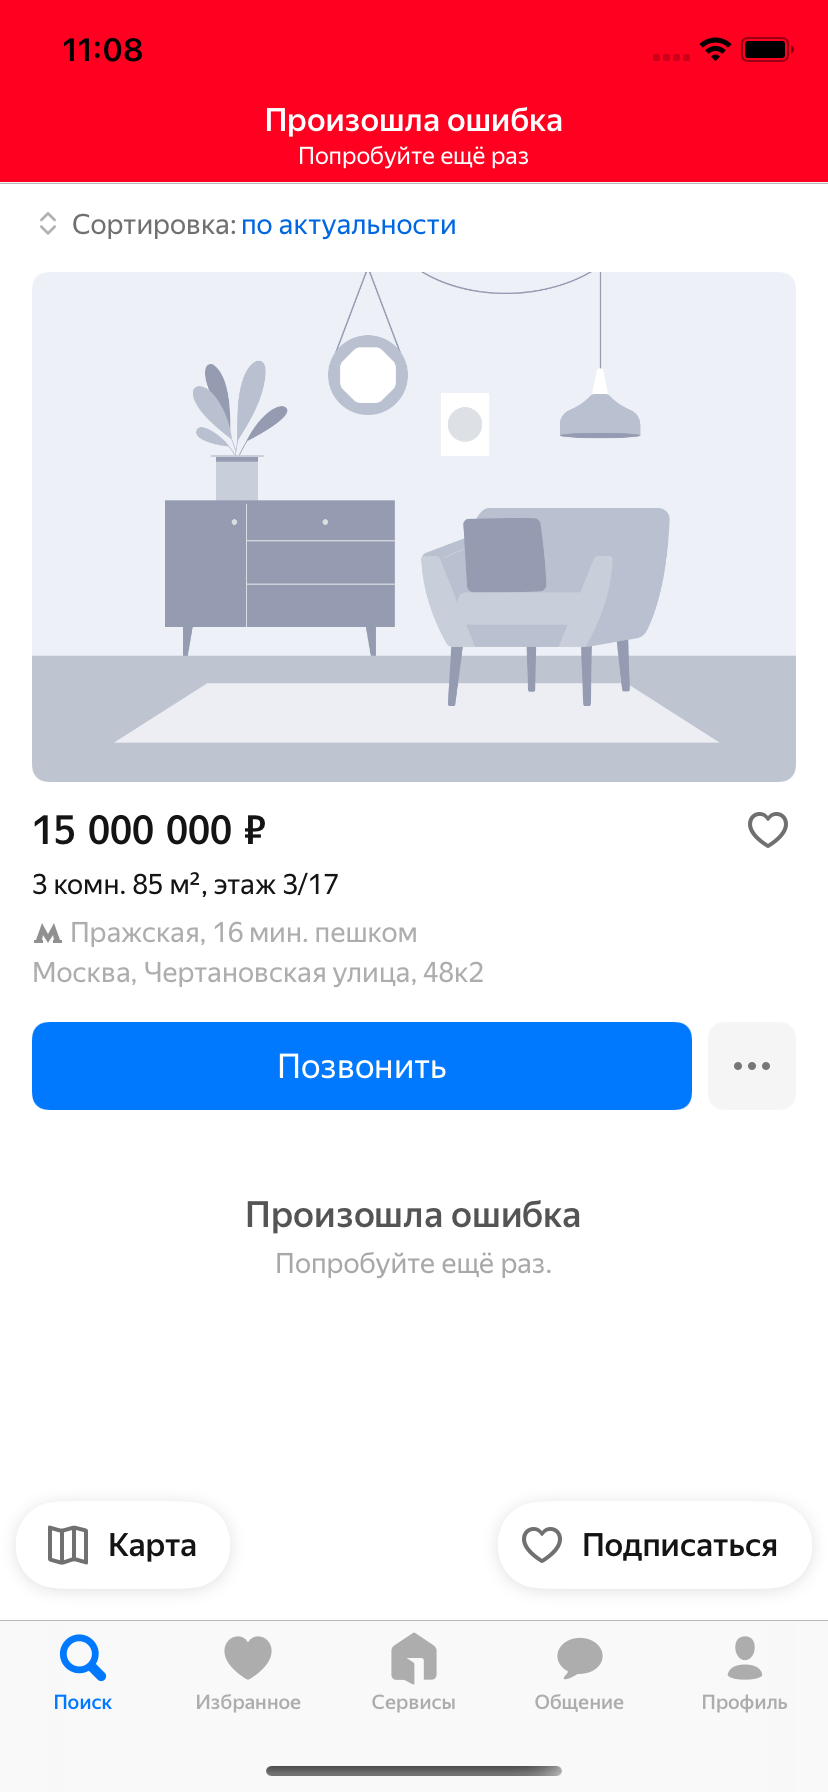 11:08
Произошла ошибка
Попробуйте ещё раз
Сортировка: по актуальности
15 000 000 ₽
3 комн. 85 м², этаж 3/17
Пражская, 16 мин. пешком
Москва, Чертановская улица, 48к2
Позвонить
Произошла ошибка
Попробуйте ещё раз.
Карта
Подписаться
Поиск
Избранное
Сервисы
Общение
Профиль